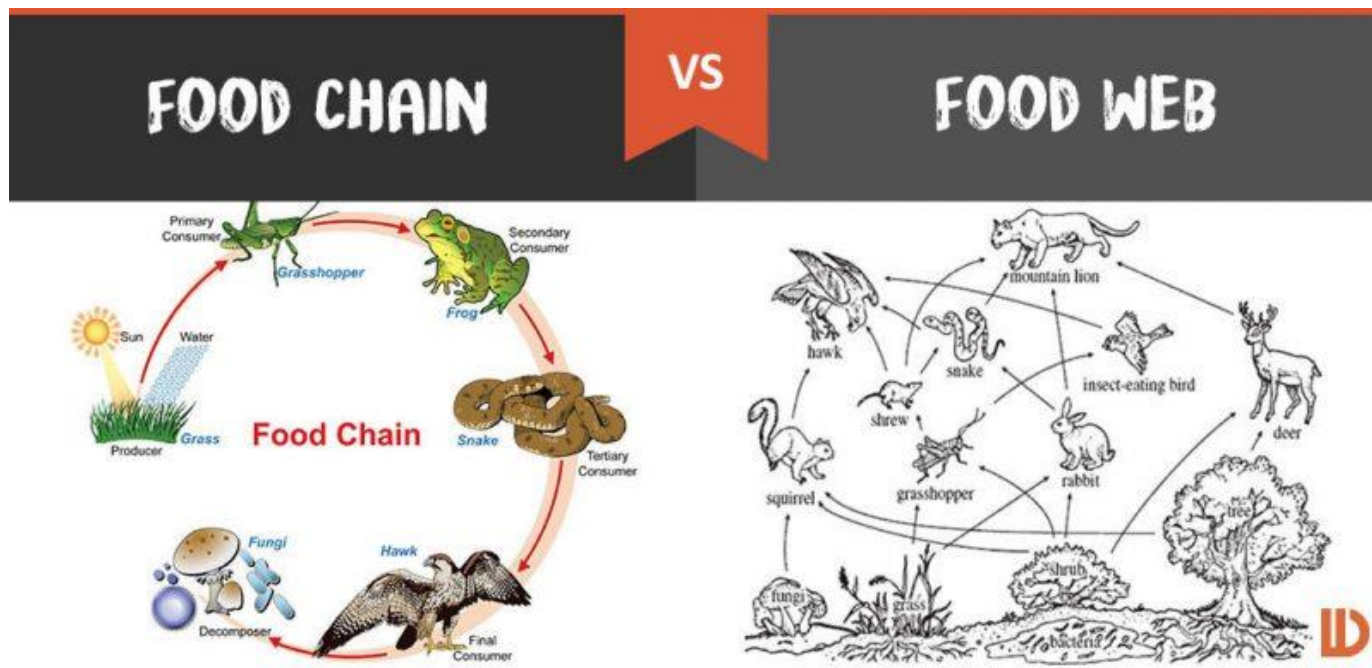 FOOD CHAIN
VS
FOOD WEB
Primary
Consumer
Grasshopper
Secondary
Consumer
Frog
Sun
Water
Grass
Producer
Food Chain
Snake
Tertiary
Consumer
Fungi
Decomposer
Hawk
Final
Consumer
mountain lion
hawk
snake
insect-eating bird
shrew
deer
squirrel
grasshopper
rabbit
tree
fungi
grass
shrub
bacteria